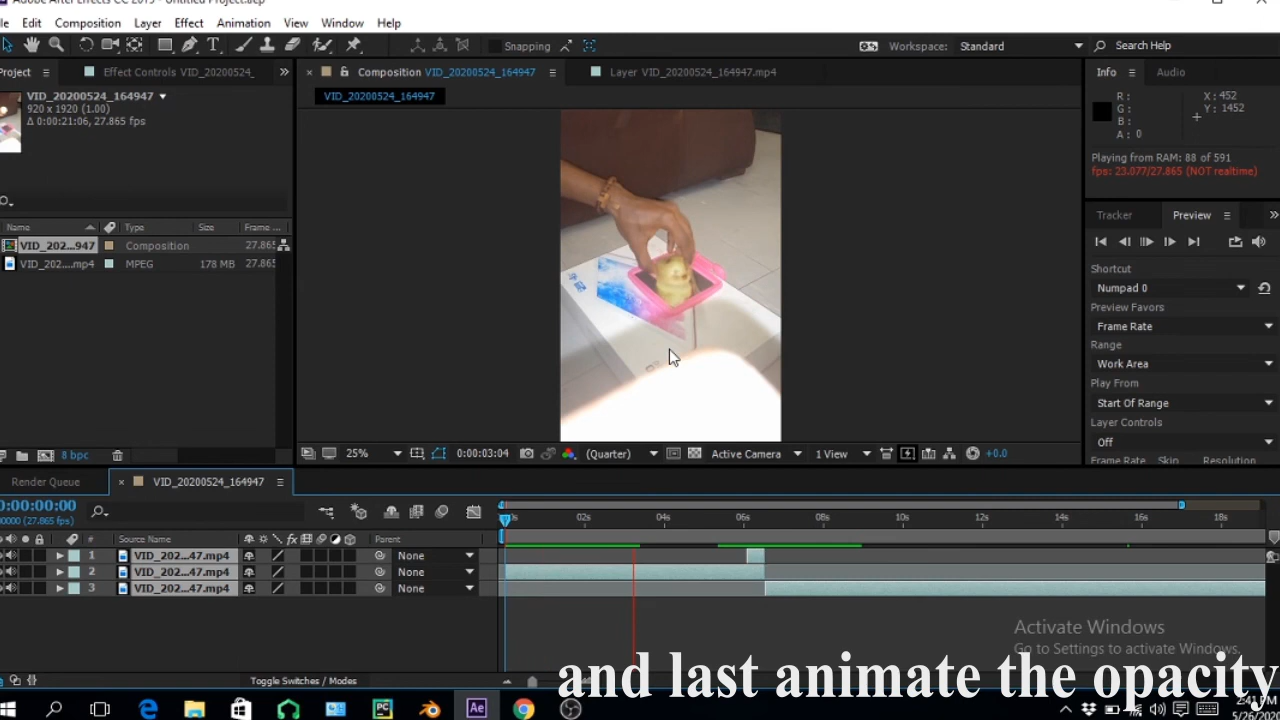 Adobe After Effects CC 2015 - Untitled Project.aep
Edit Composition Layer Effect Animation View Window Help
Snapping
Workspace: Standard
Search Help
Project
Effect Controls VID_20200524_
Composition VID_20200524_164947
Layer VID_20200524_164947.mp4
Info
Audio
VID_20200524_164947
920 x 1920 (1.00)
Δ 0:00:21:06, 27.865 fps
VID_20200524_164947
R :
G :
B :
A : 0
X : 452
Y : 1452
Playing from RAM: 88 of 591
fps: 23.077/27.865 (NOT realtime)
Tracker
Preview
Name Type Size Frame ...
VID_202...947 Composition 27.865
VID_202....mp4 MPEG 178 MB 27.865
Shortcut
Numpad 0
Preview Favors
Frame Rate
Range
Work Area
Play From
Start Of Range
Layer Controls
Off
Frame Rate Skip Resolution
8 bpc
25%
0:00:03:04
(Quarter)
Active Camera
1 View
+0.0
Render Queue
VID_20200524_164947
0:00:00:00
00000 (27.865 fps)
02s 04s 06s 08s 10s 12s 14s 16s 18s
# Source Name Parent
1 VID_202...47.mp4 None
2 VID_202...47.mp4 None
3 VID_202...47.mp4 None
Activate Windows
Go to Settings to activate Windows.
Toggle Switches / Modes
and last animate the opacity
2:41 PM
5/26/2020